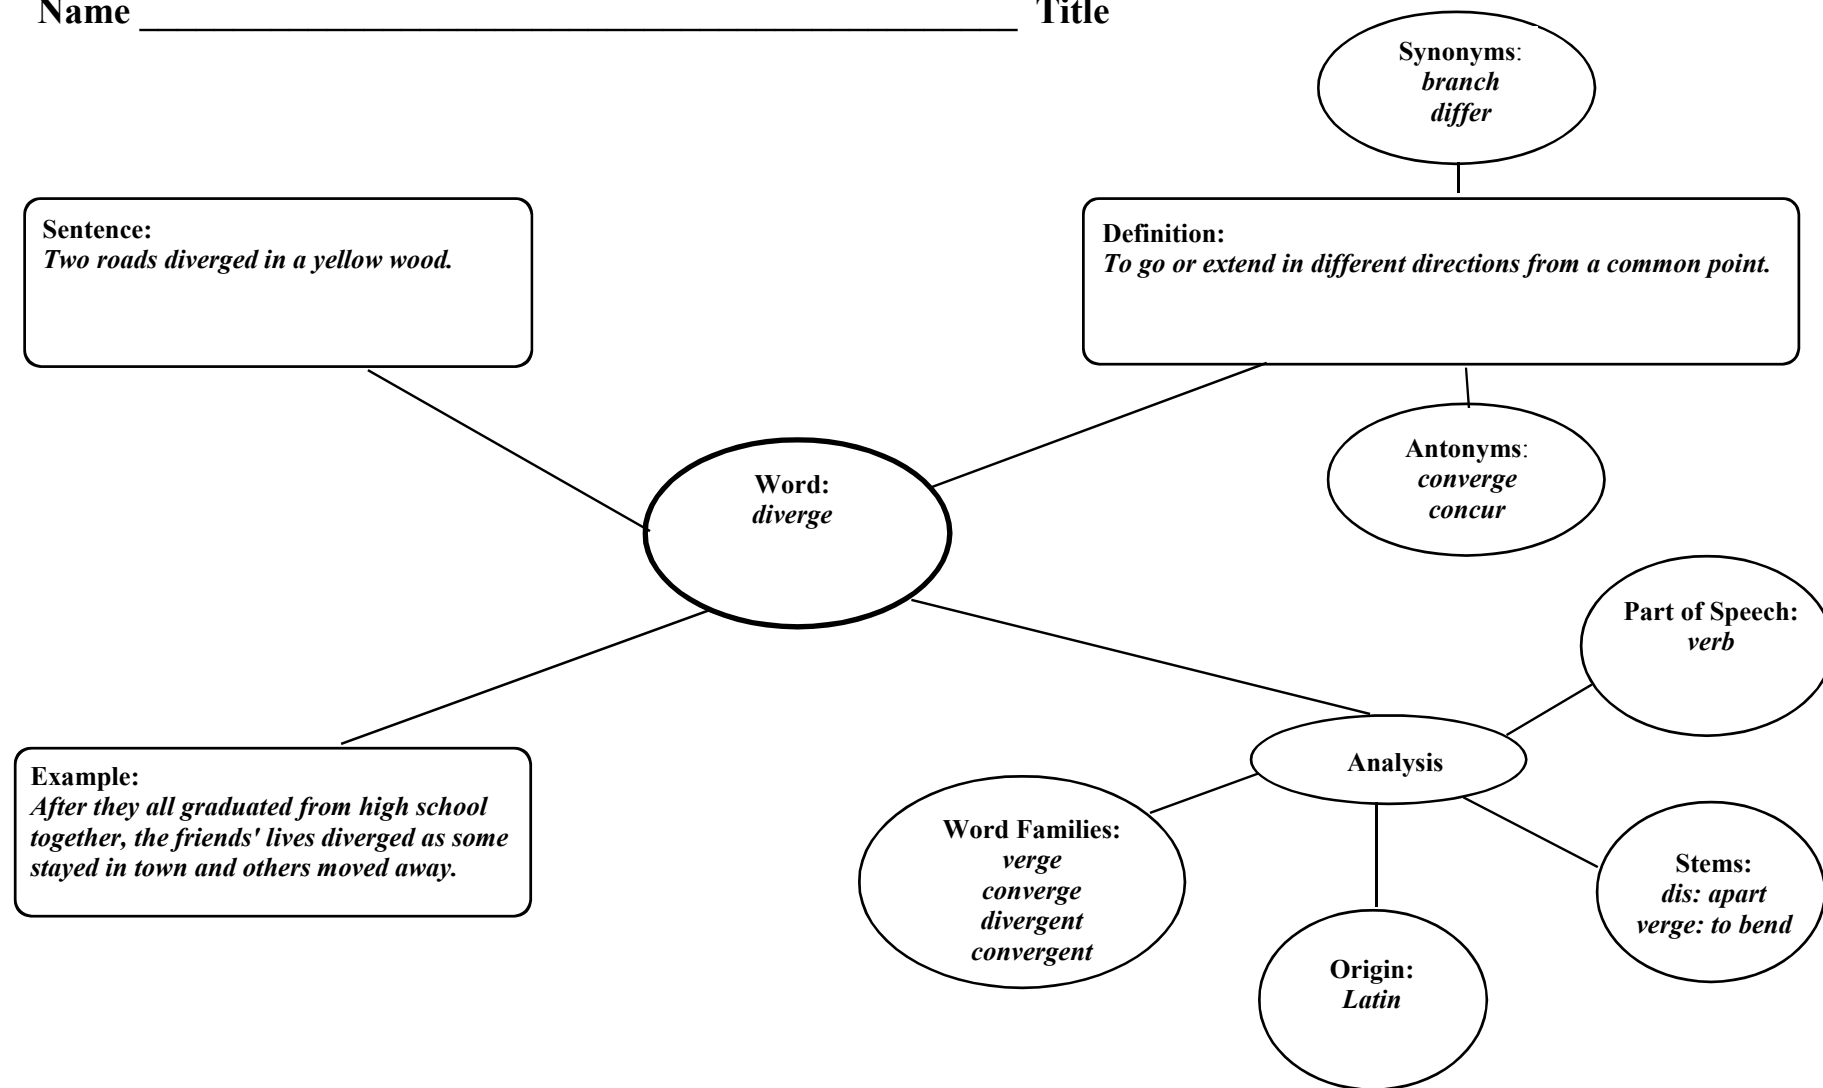 Name ______________________________ Title
Synonyms:
branch
differ
Sentence:
Two roads diverged in a yellow wood.
Definition:
To go or extend in different directions from a common point.
Antonyms:
converge
concur
Word:
diverge
Part of Speech:
verb
Analysis
Example:
After they all graduated from high school
together, the friends' lives diverged as some
stayed in town and others moved away.
Word Families:
verge
converge
divergent
convergent
Stems:
dis: apart
verge: to bend
Origin:
Latin